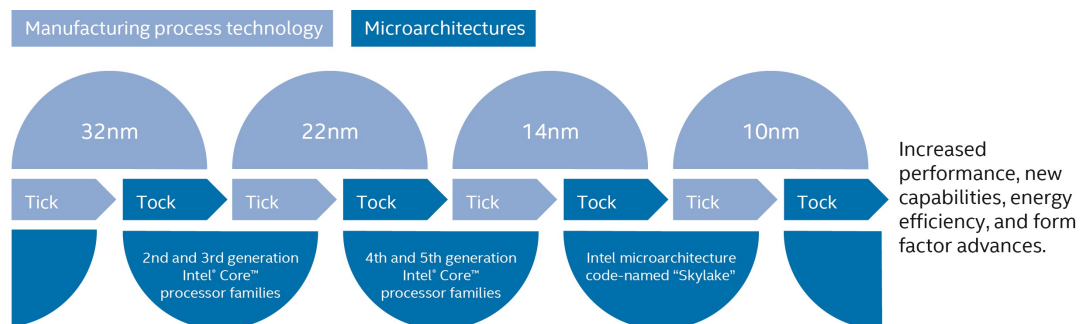 Manufacturing process technology
Microarchitectures
32nm
22nm
14nm
10nm
Tick
Tock
Tick
Tock
Tick
Tock
Tick
Tock
2nd and 3rd generation
Intel® Core™
processor families
4th and 5th generation
Intel® Core™
processor families
Intel microarchitecture
code-named “Skylake”
Increased
performance, new
capabilities, energy
efficiency, and form
factor advances.